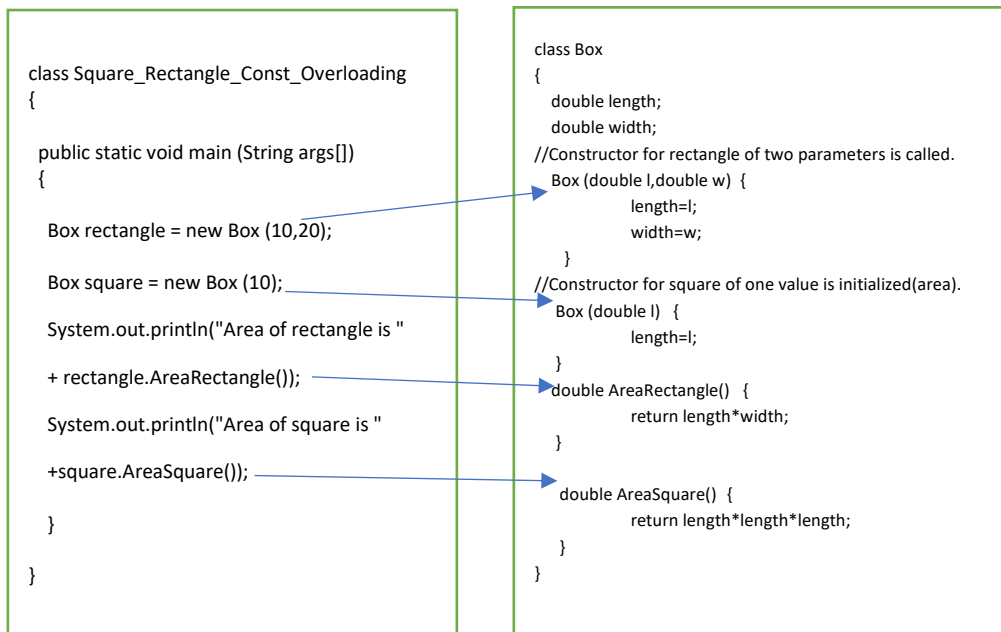 class Square_Rectangle_Const_Overloading
{
public static void main (String args[])
{
Box rectangle = new Box (10,20);
Box square = new Box (10);
System.out.println("Area of rectangle is "
+ rectangle.AreaRectangle());
System.out.println("Area of square is "
+square.AreaSquare());
}
}
class Box
{
double length;
double width;
//Constructor for rectangle of two parameters is called.
Box (double l,double w) {
length=l;
width=w;
}
//Constructor for square of one value is initialized(area).
Box (double l) {
length=l;
}
double AreaRectangle() {
return length*width;
}
double AreaSquare() {
return length*length*length;
}
}